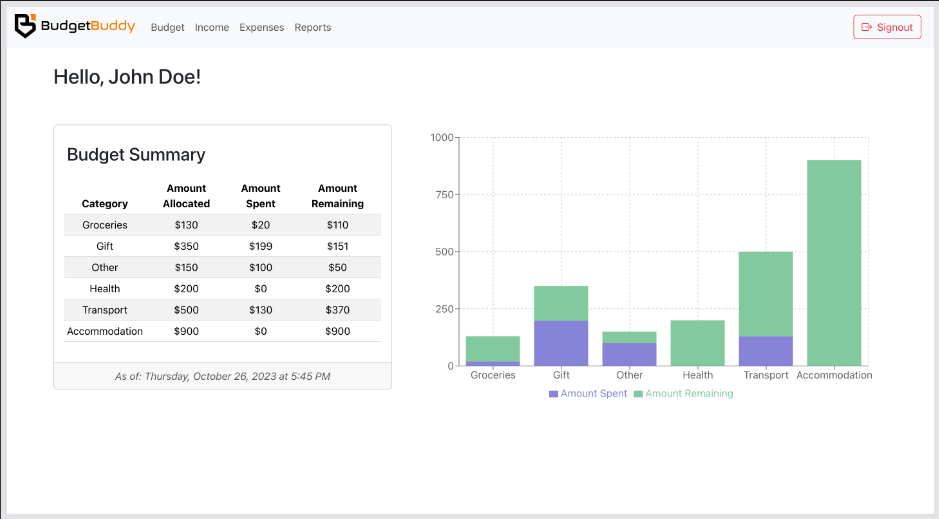 BudgetBuddy Budget Income Expenses Reports Signout
Hello, John Doe!
Budget Summary
Category Amount Allocated Amount Spent Amount Remaining
Groceries $130 $20 $110
Gift $350 $199 $151
Other $150 $100 $50
Health $200 $0 $200
Transport $500 $130 $370
Accommodation $900 $0 $900
As of: Thursday, October 26, 2023 at 5:45 PM
1000
750
500
250
0
Groceries Gift Other Health Transport Accommodation
Amount Spent Amount Remaining